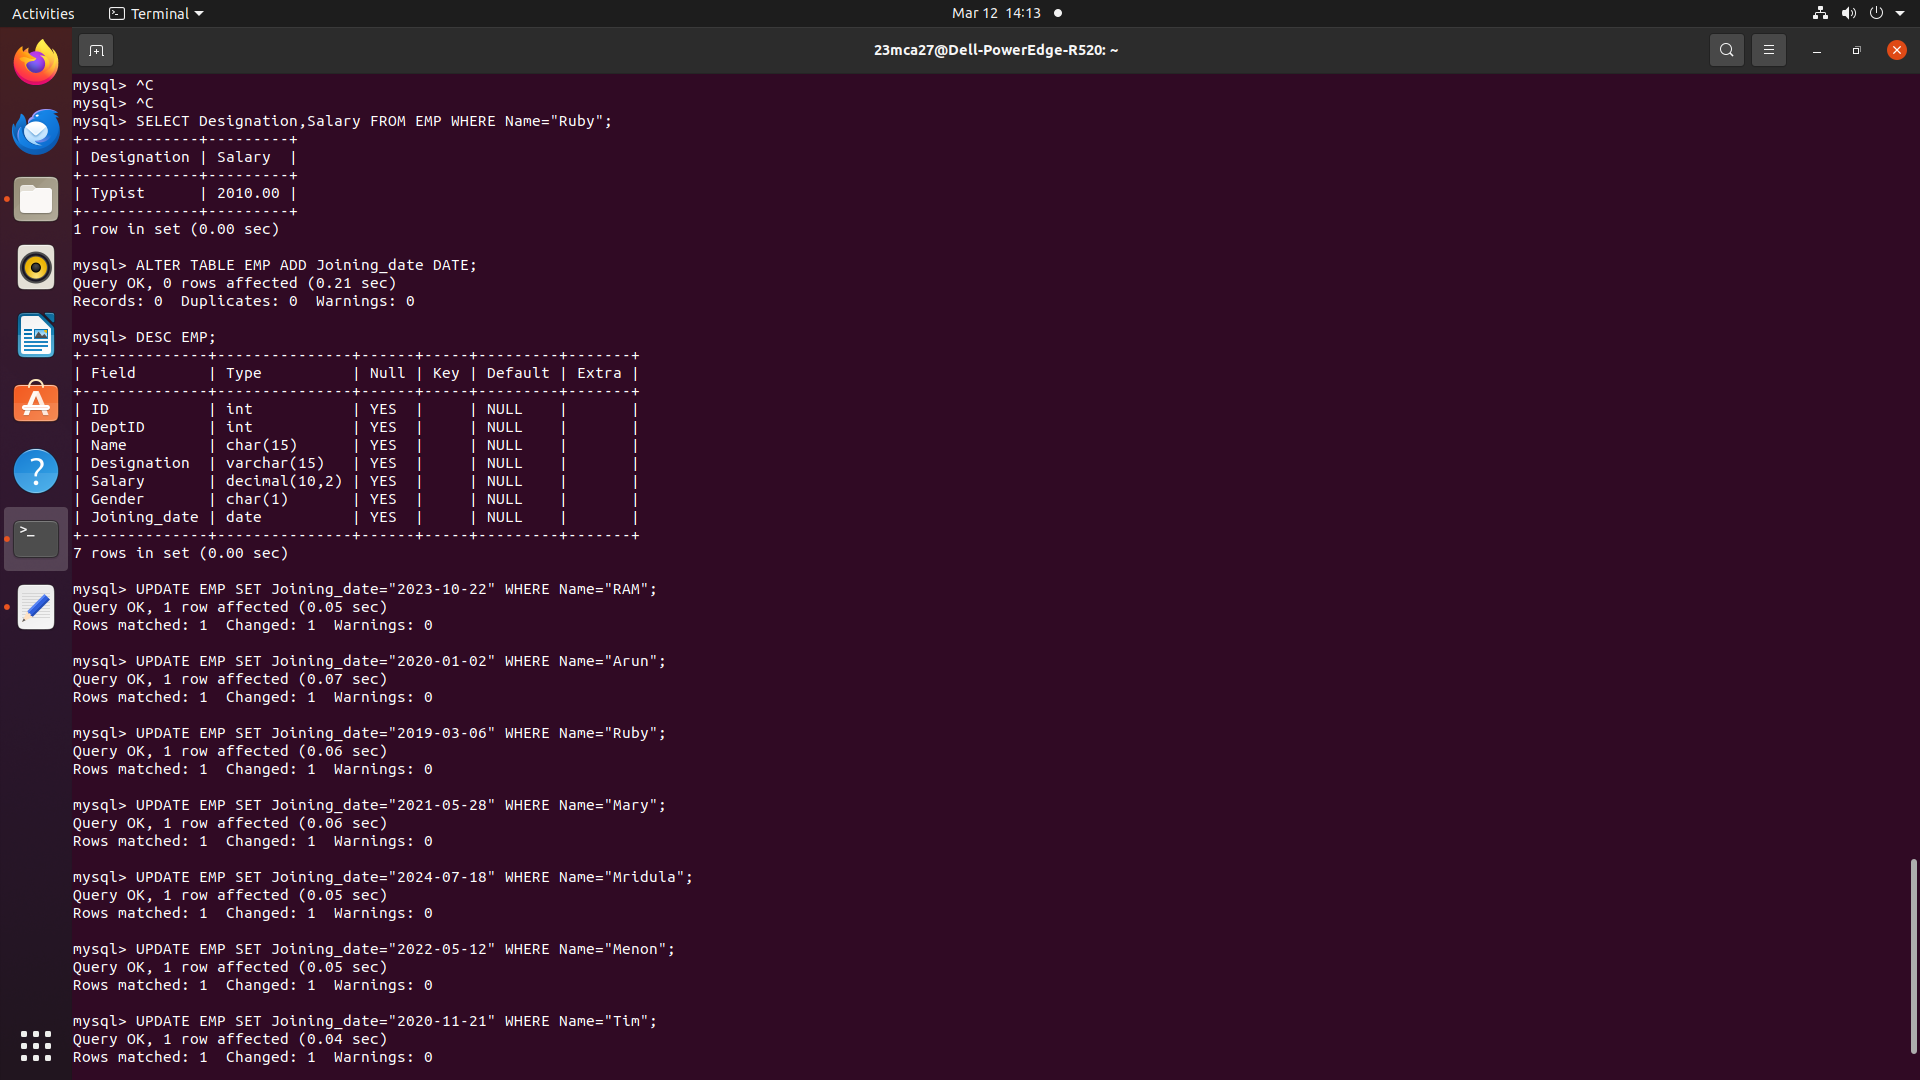 Activities
Terminal
Mar 12 14:13
23mca27@Dell-PowerEdge-R520: ~
mysql> ^C
mysql> ^C
mysql> SELECT Designation,Salary FROM EMP WHERE Name="Ruby";
+-------------+---------+
| Designation | Salary  |
+-------------+---------+
| Typist      | 2010.00 |
+-------------+---------+
1 row in set (0.00 sec)

mysql> ALTER TABLE EMP ADD Joining_date DATE;
Query OK, 0 rows affected (0.21 sec)
Records: 0  Duplicates: 0  Warnings: 0

mysql> DESC EMP;
+--------------+---------------+------+-----+---------+-------+
| Field        | Type          | Null | Key | Default | Extra |
+--------------+---------------+------+-----+---------+-------+
| ID           | int           | YES  |     | NULL    |       |
| DeptID       | int           | YES  |     | NULL    |       |
| Name         | char(15)      | YES  |     | NULL    |       |
| Designation  | varchar(15)   | YES  |     | NULL    |       |
| Salary       | decimal(10,2) | YES  |     | NULL    |       |
| Gender       | char(1)       | YES  |     | NULL    |       |
| Joining_date | date          | YES  |     | NULL    |       |
+--------------+---------------+------+-----+---------+-------+
7 rows in set (0.00 sec)

mysql> UPDATE EMP SET Joining_date="2023-10-22" WHERE Name="RAM";
Query OK, 1 row affected (0.05 sec)
Rows matched: 1  Changed: 1  Warnings: 0

mysql> UPDATE EMP SET Joining_date="2020-01-02" WHERE Name="Arun";
Query OK, 1 row affected (0.07 sec)
Rows matched: 1  Changed: 1  Warnings: 0

mysql> UPDATE EMP SET Joining_date="2019-03-06" WHERE Name="Ruby";
Query OK, 1 row affected (0.06 sec)
Rows matched: 1  Changed: 1  Warnings: 0

mysql> UPDATE EMP SET Joining_date="2021-05-28" WHERE Name="Mary";
Query OK, 1 row affected (0.06 sec)
Rows matched: 1  Changed: 1  Warnings: 0

mysql> UPDATE EMP SET Joining_date="2024-07-18" WHERE Name="Mridula";
Query OK, 1 row affected (0.05 sec)
Rows matched: 1  Changed: 1  Warnings: 0

mysql> UPDATE EMP SET Joining_date="2022-05-12" WHERE Name="Menon";
Query OK, 1 row affected (0.05 sec)
Rows matched: 1  Changed: 1  Warnings: 0

mysql> UPDATE EMP SET Joining_date="2020-11-21" WHERE Name="Tim";
Query OK, 1 row affected (0.04 sec)
Rows matched: 1  Changed: 1  Warnings: 0